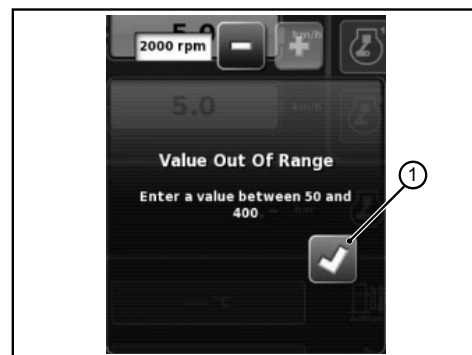 5.0 km/h
2000 rpm
5.0 km/h
Value Out Of Range
Enter a value between 50 and
400
1
--- °C